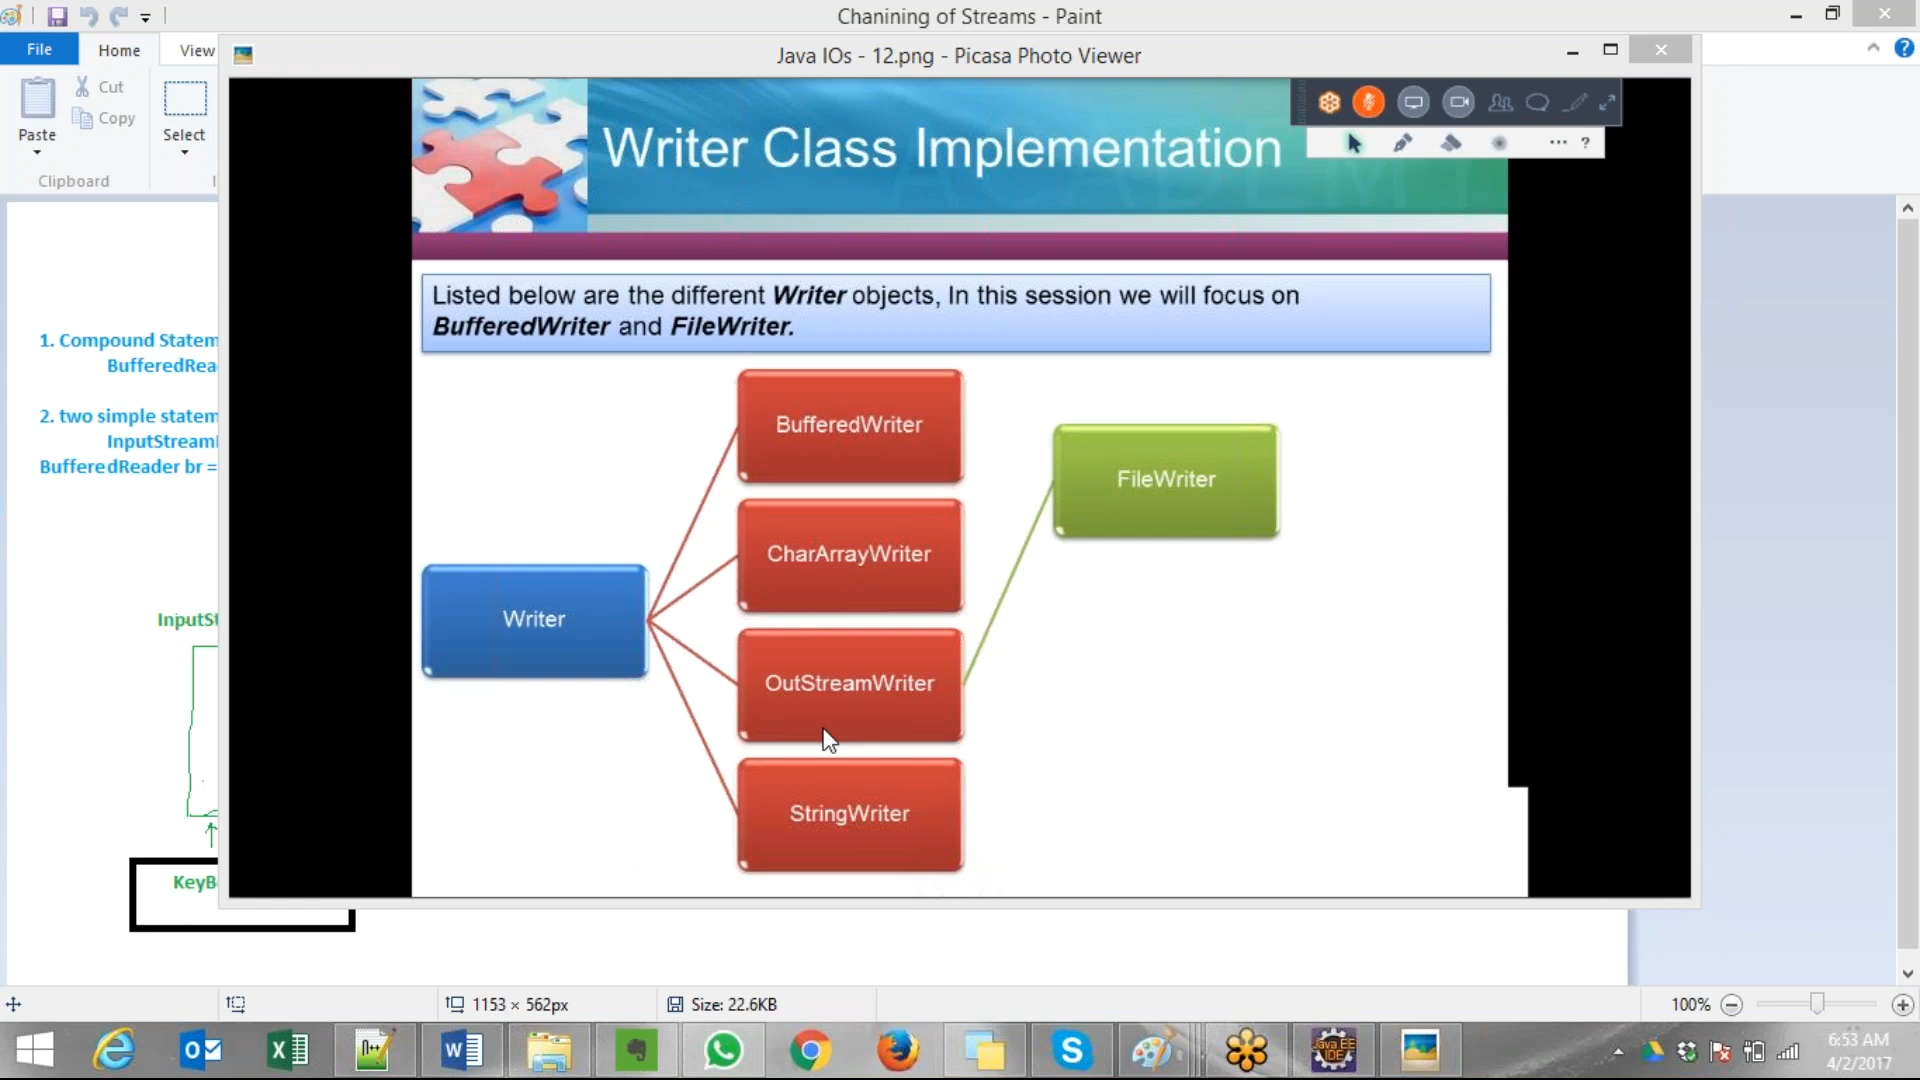 Chanining of Streams - Paint
File
Home
View
Java IOs - 12.png - Picasa Photo Viewer
Paste
Cut
Copy
Select
Clipboard
Writer Class Implementation
Listed below are the different Writer objects, In this session we will focus on
BufferedWriter and FileWriter.
BufferedWriter
FileWriter
CharArrayWriter
Writer
OutStreamWriter
StringWriter
1. Compound Statem
BufferedRea
2. two simple statem
InputStream
BufferedReader br =
InputSt
KeyB
1153 × 562px
Size: 22.6KB
100%
6:53 AM
4/2/2017